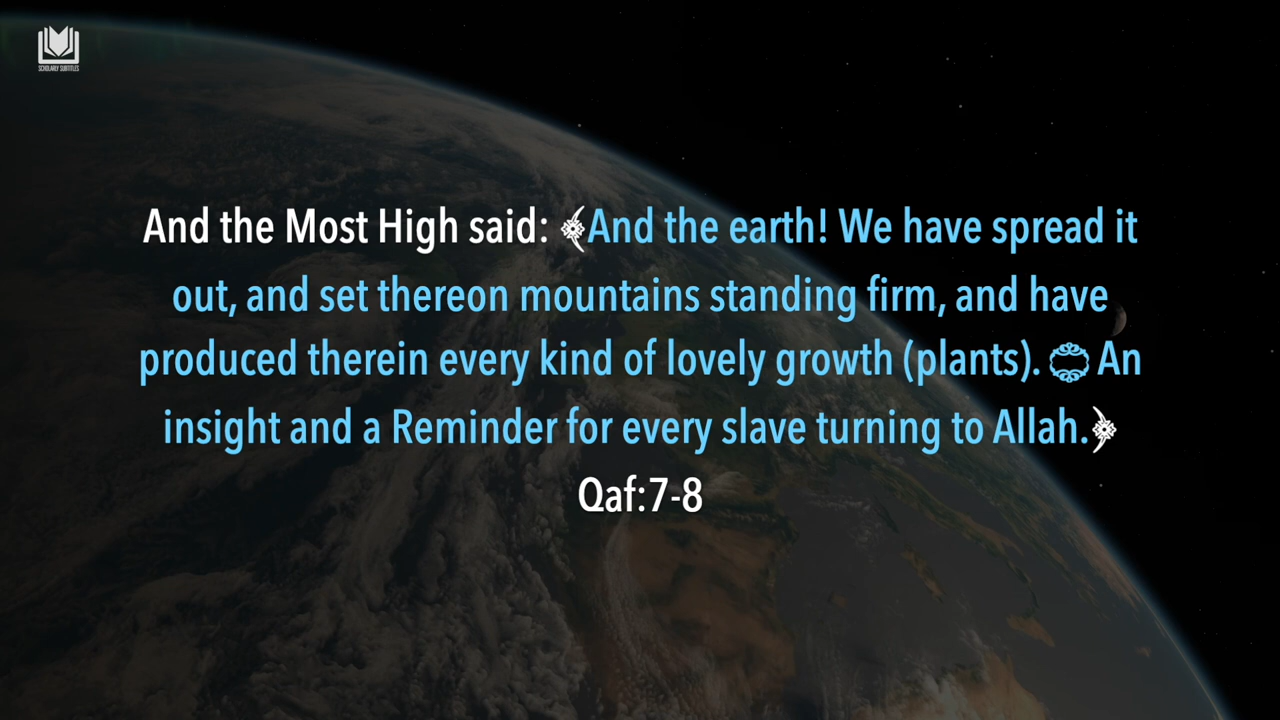 SCHOLARLY SUBTITLES
And the Most High said: ﴾And the earth! We have spread it
out, and set thereon mountains standing firm, and have
produced therein every kind of lovely growth (plants). ۝ An
insight and a Reminder for every slave turning to Allah.﴿
Qaf:7-8